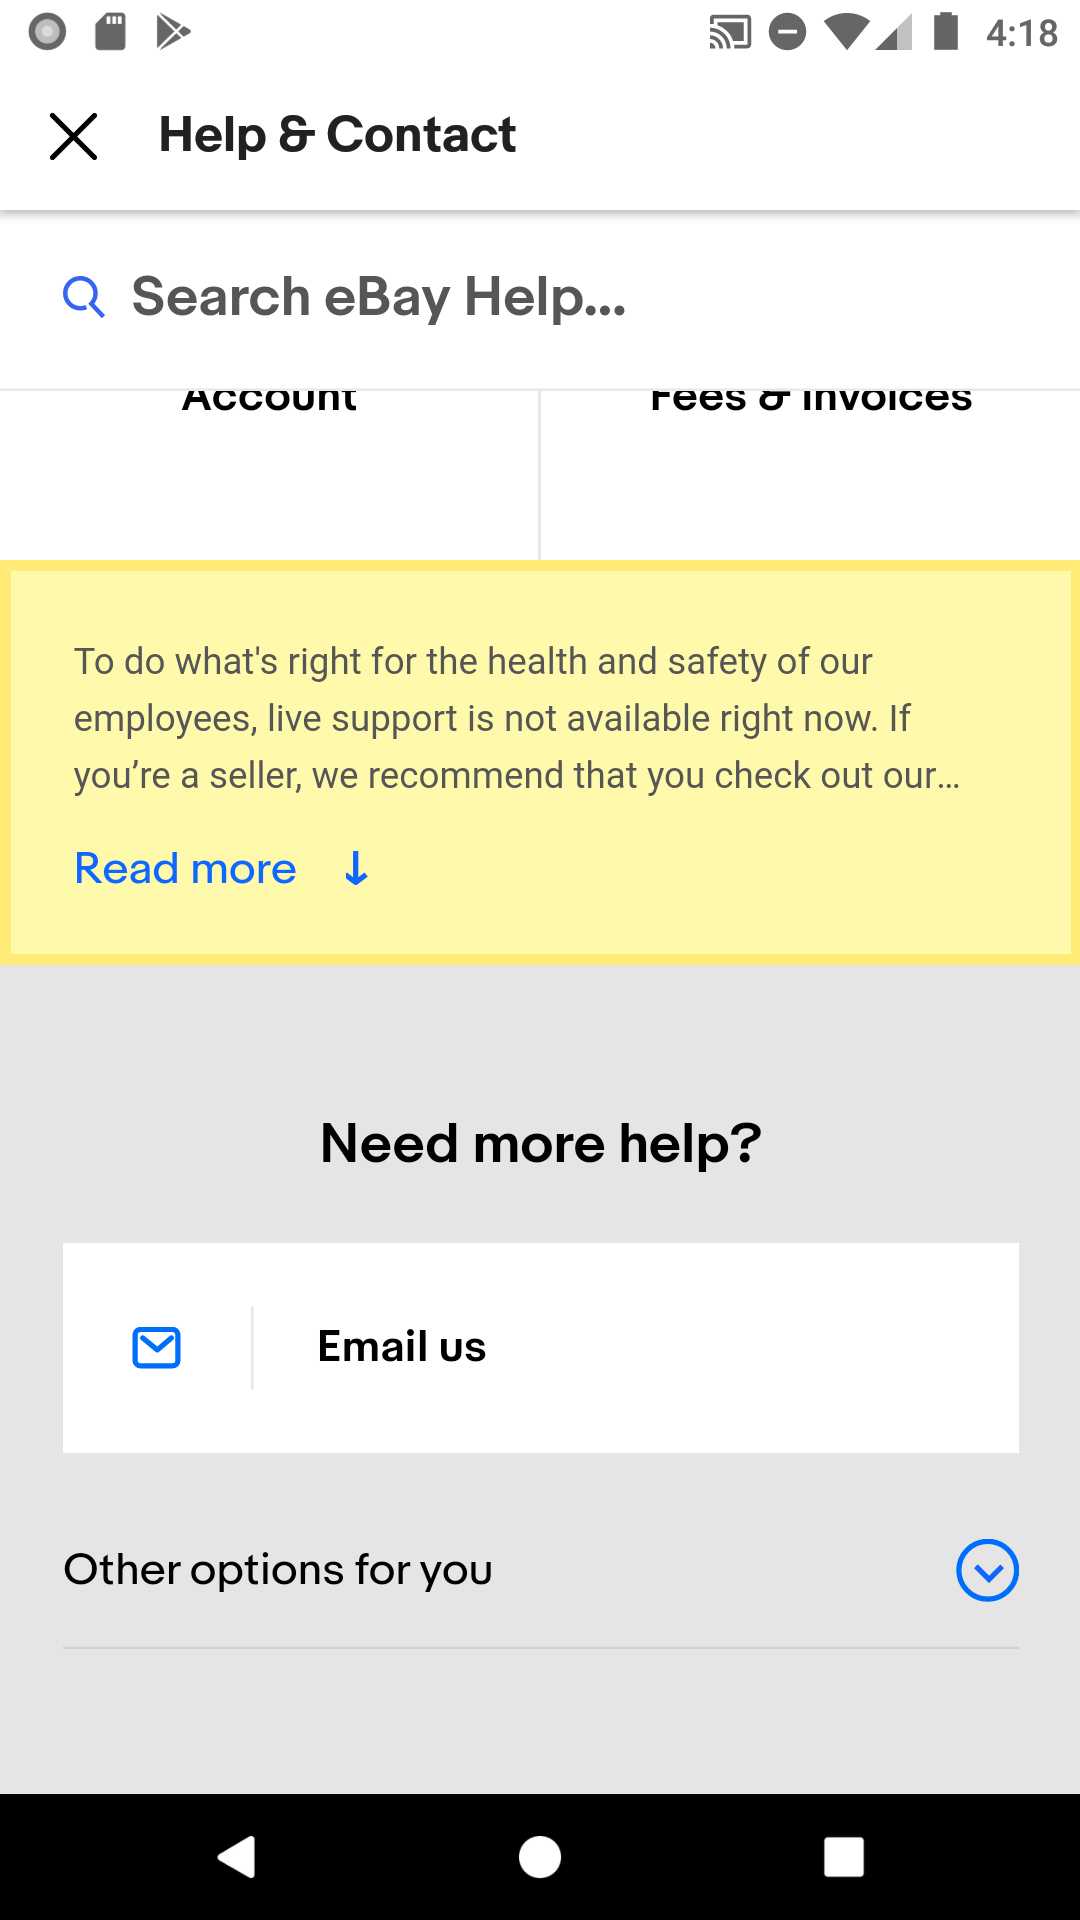 4:18
Help & Contact
Search eBay Help...
Account
Fees & Invoices
To do what's right for the health and safety of our
employees, live support is not available right now. If
you’re a seller, we recommend that you check out our…
Read more
Need more help?
Email us
Other options for you